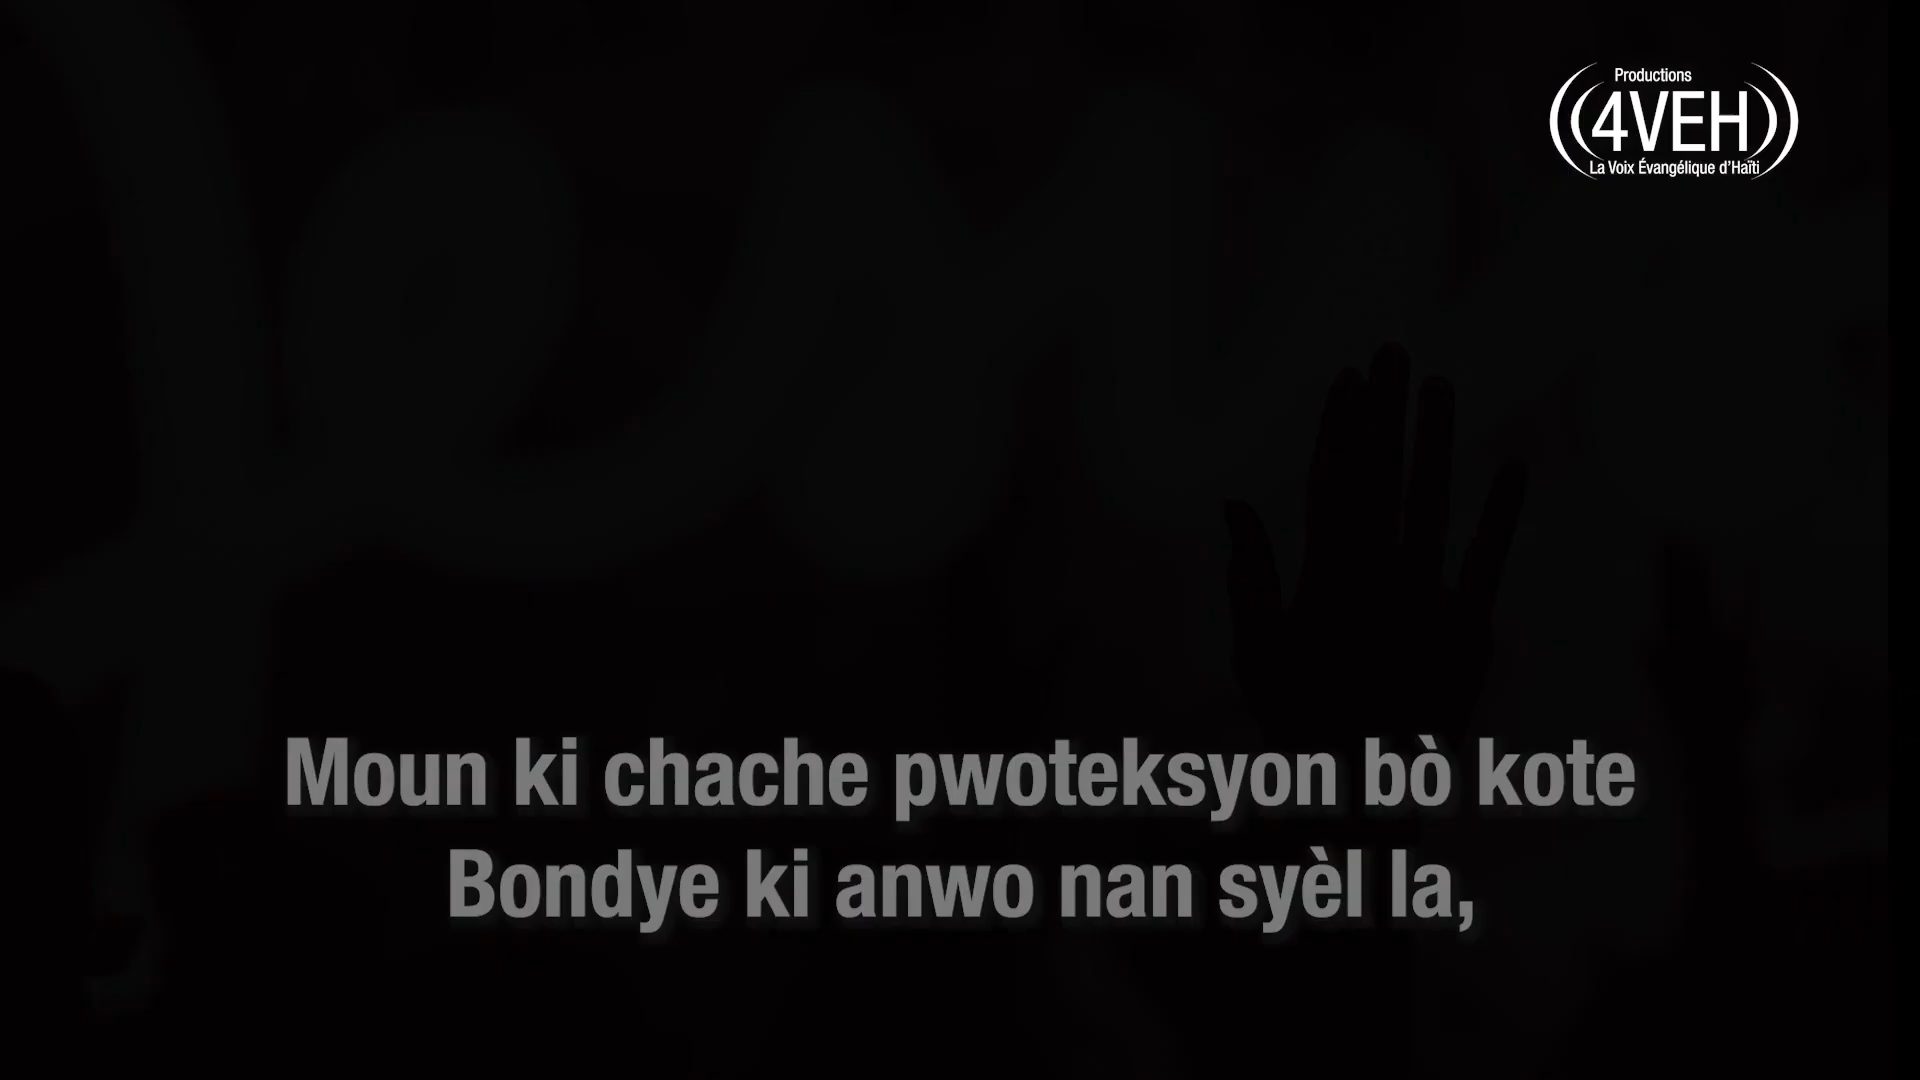 Productions
4VEH
La Voix Évangélique d'Haïti
Moun ki chache pwoteksyon bò kote
Bondye ki anwo nan syèl la,